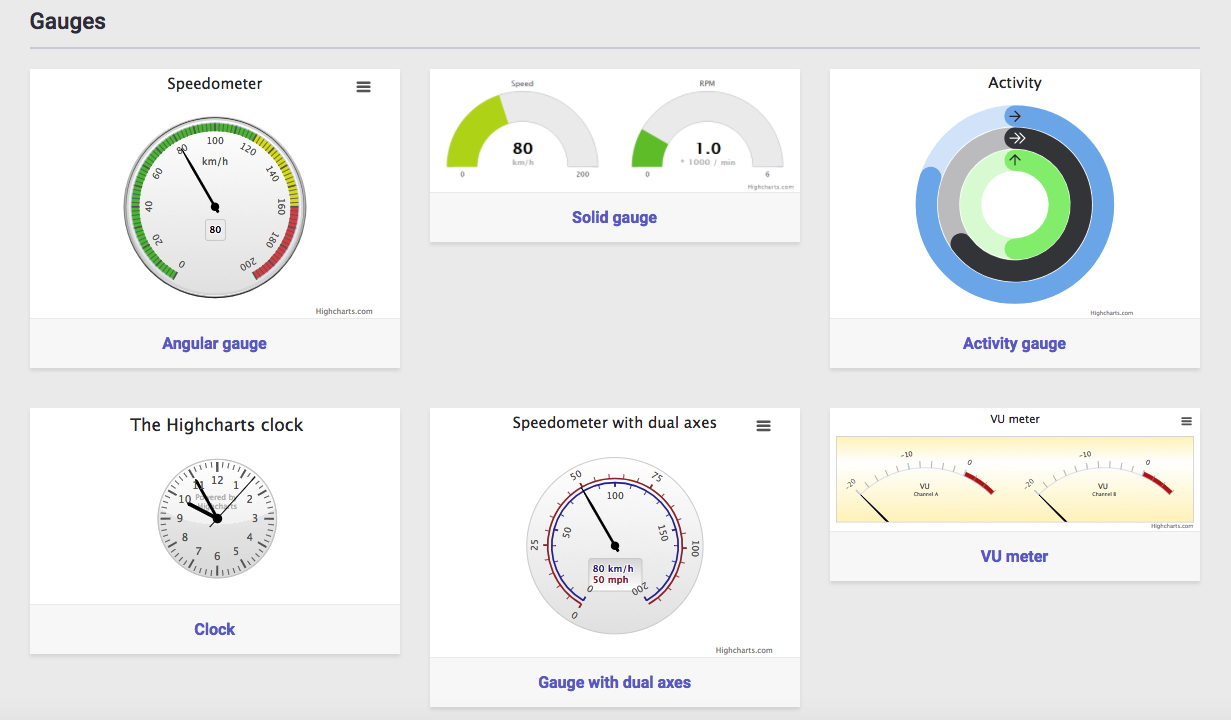 Gauges
Speedometer
0
20
40
60
80
100
120
140
160
180
200
km/h
80
Highcharts.com
Angular gauge
Speed
80
km/h
0
200
RPM
1.0
* 1000 / min
0
6
Highcharts.com
Solid gauge
Activity
Highcharts.com
Activity gauge
The Highcharts clock
12
1
2
3
4
5
6
7
8
9
10
11
Powered by
Highcharts
Clock
Speedometer with dual axes
0
25
50
75
100
0
50
100
150
200
80 km/h
50 mph
Highcharts.com
Gauge with dual axes
VU meter
-20
-10
0
VU
Channel A
-20
-10
0
VU
Channel B
Highcharts.com
VU meter